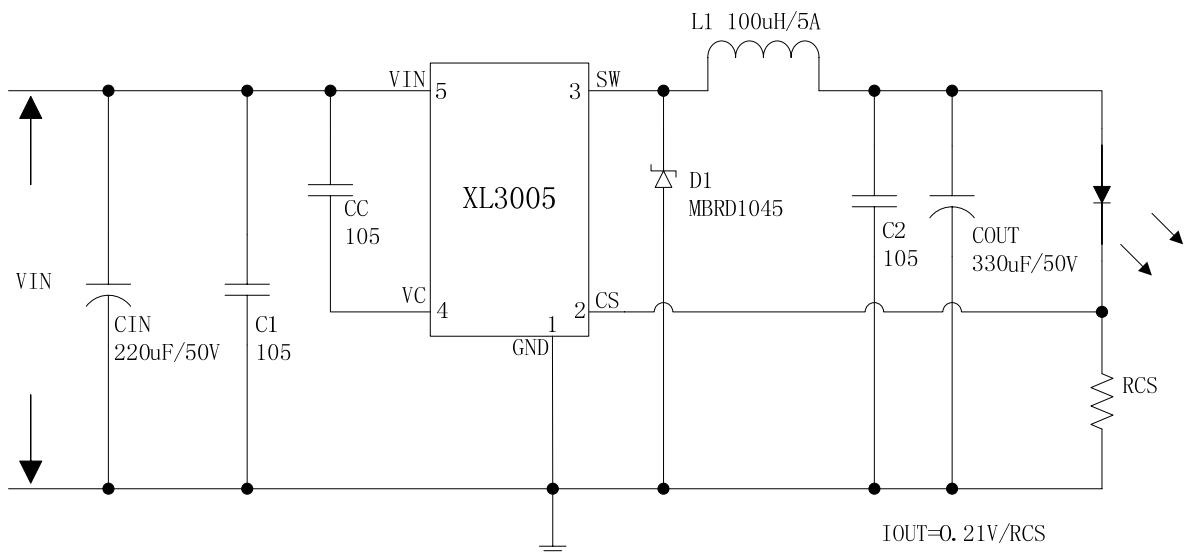 L1 100uH/5A
VIN
5
3
SW
XL3005
D1
MBRD1045
CC
105
C2
105
COUT
330uF/50V
VIN
VC
4
2
CS
1
GND
CIN
220uF/50V
C1
105
RCS
IOUT=0.21V/RCS